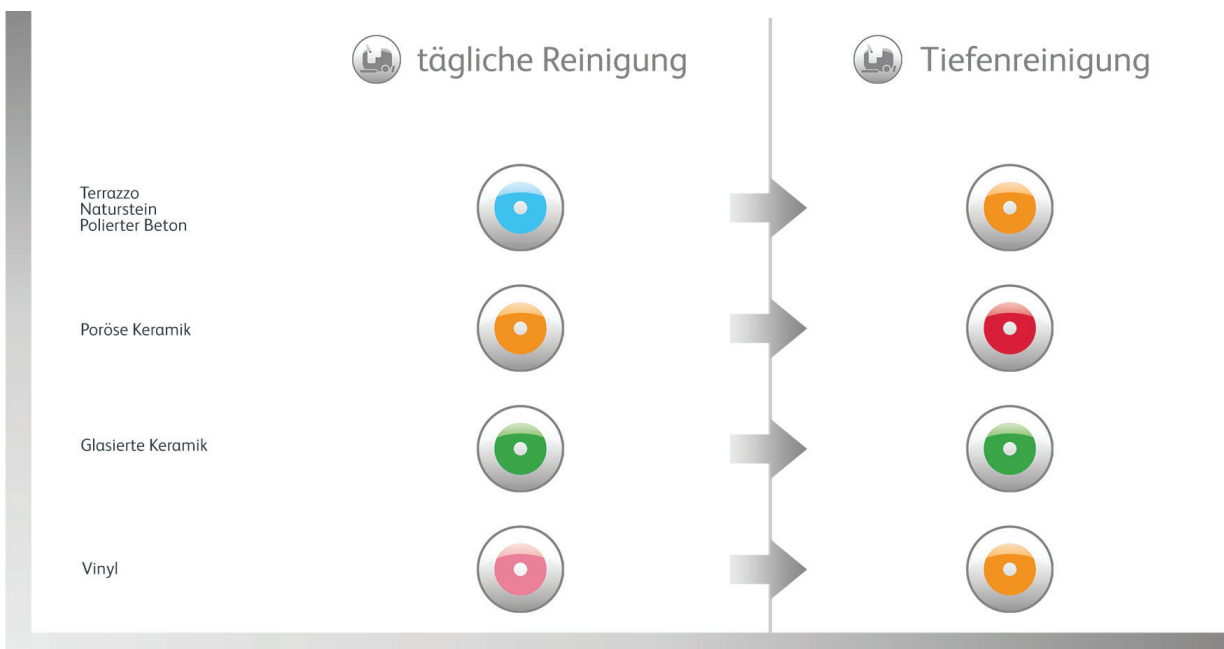 tägliche Reinigung
Tiefenreinigung
Terrazzo
Naturstein
Polierter Beton
Poröse Keramik
Glasierte Keramik
Vinyl